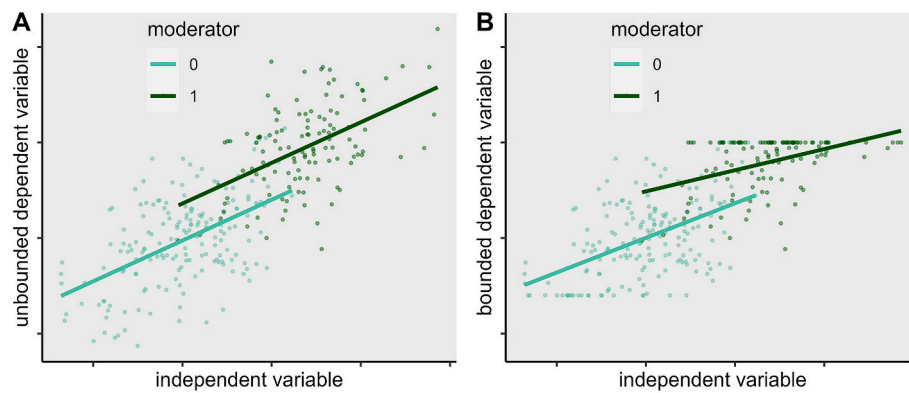 A
moderator
0
1
unbounded dependent variable
independent variable
B
moderator
0
1
bounded dependent variable
independent variable